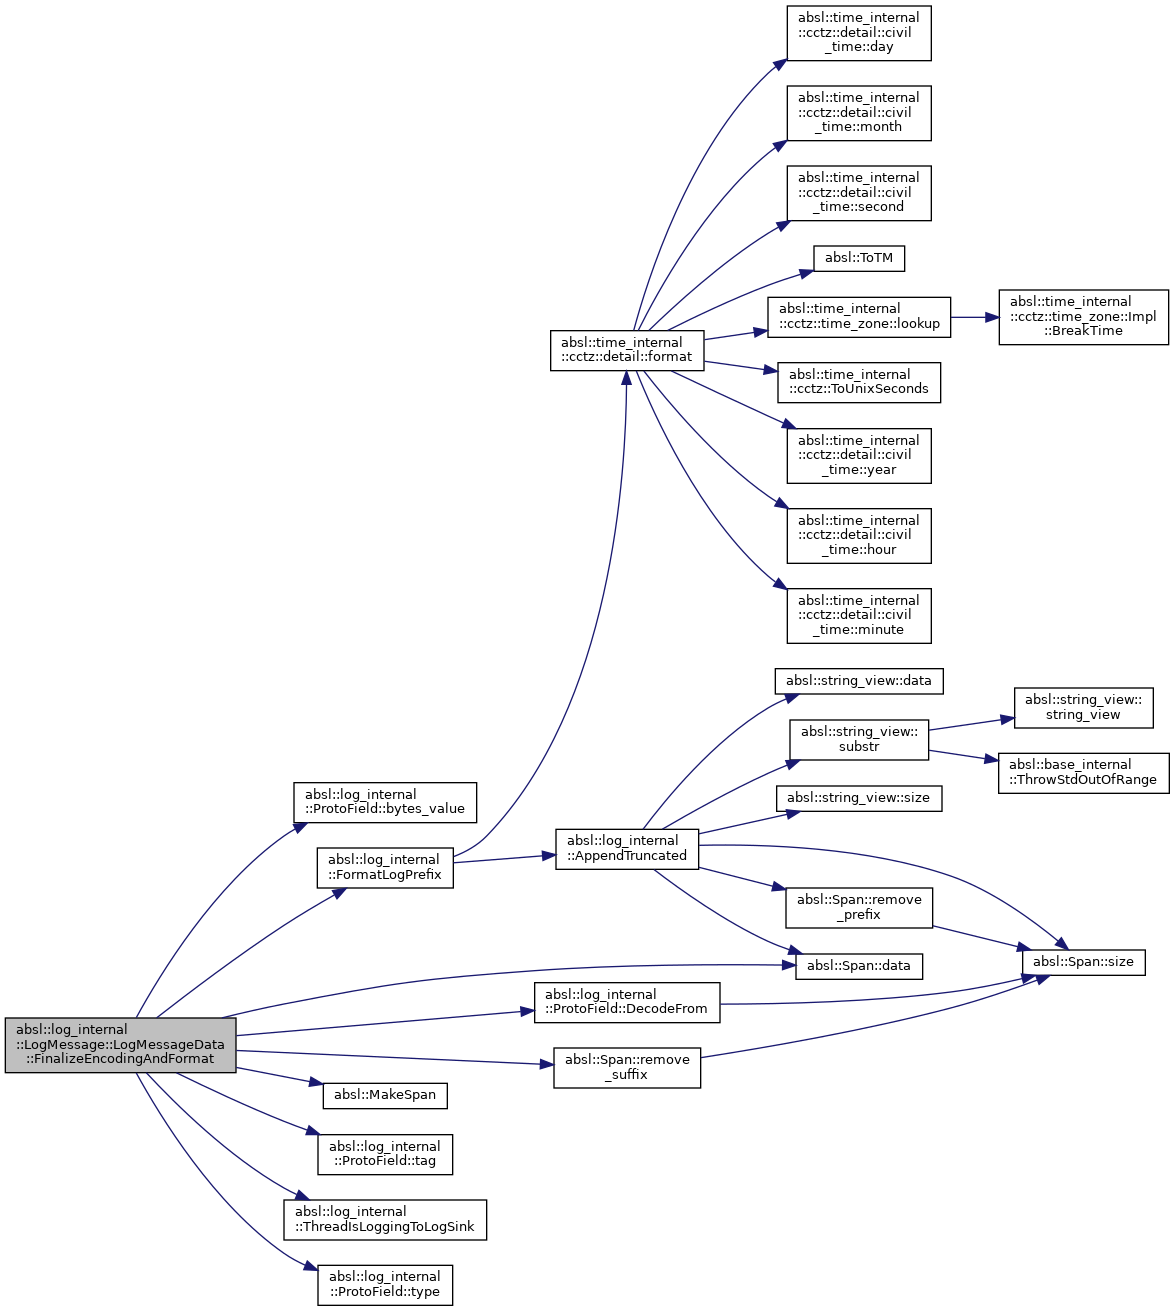 absl::time_internal
::cctz::detail::civil
_time::day
absl::time_internal
::cctz::detail::civil
_time::month
absl::time_internal
::cctz::detail::civil
_time::second
absl::ToTM
absl::time_internal
::cctz::time_zone::lookup
absl::time_internal
::cctz::time_zone::Impl
::BreakTime
absl::time_internal
::cctz::detail::format
absl::time_internal
::cctz::ToUnixSeconds
absl::time_internal
::cctz::detail::civil
_time::year
absl::time_internal
::cctz::detail::civil
_time::hour
absl::time_internal
::cctz::detail::civil
_time::minute
absl::string_view::data
absl::string_view::
string_view
absl::string_view::
substr
absl::base_internal
::ThrowStdOutOfRange
absl::log_internal
::ProtoField::bytes_value
absl::string_view::size
absl::log_internal
::FormatLogPrefix
absl::log_internal
::AppendTruncated
absl::Span::remove
_prefix
absl::Span::data
absl::Span::size
absl::log_internal
::ProtoField::DecodeFrom
absl::log_internal
::LogMessage::LogMessageData
::FinalizeEncodingAndFormat
absl::Span::remove
_suffix
absl::MakeSpan
absl::log_internal
::ProtoField::tag
absl::log_internal
::ThreadIsLoggingToLogSink
absl::log_internal
::ProtoField::type